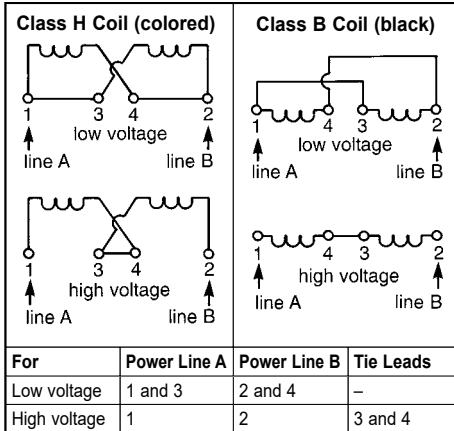 Class H Coil (colored)
1 3 4 2
low voltage
line A line B
1 3 4 2
high voltage
line A line B
Class B Coil (black)
1 4 3 2
low voltage
line A line B
1 4 3 2
high voltage
line A line B
For Power Line A Power Line B Tie Leads
Low voltage 1 and 3 2 and 4 –
High voltage 1 2 3 and 4